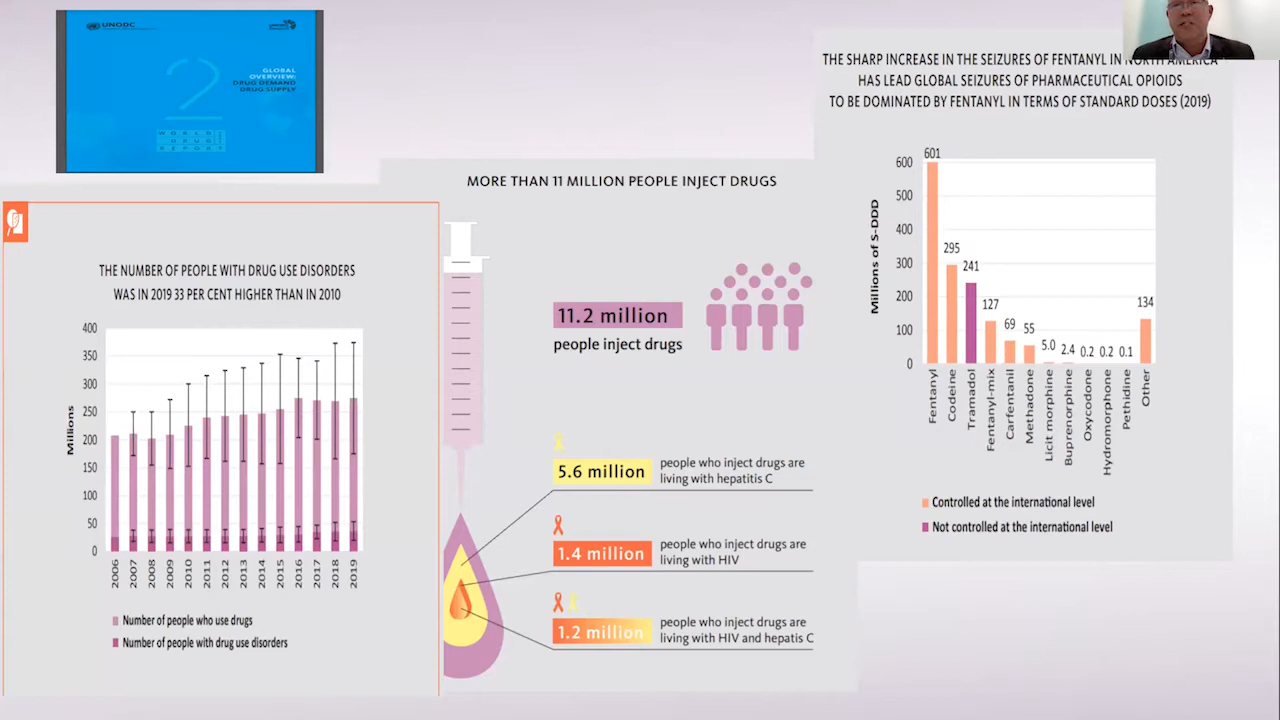 UNODC
GLOBAL
OVERVIEW:
DRUG DEMAND
DRUG SUPPLY
2
WORLD
DRUG
REPORT
THE SHARP INCREASE IN THE SEIZURES OF FENTANYL IN NORTH AMERICA
HAS LEAD GLOBAL SEIZURES OF PHARMACEUTICAL OPIOIDS
TO BE DOMINATED BY FENTANYL IN TERMS OF STANDARD DOSES (2019)
Millions of S-DDD
600
500
400
300
200
100
0
601
295
241
127
69
55
5.0
2.4
0.2
0.2
0.1
134
Fentanyl
Codeine
Tramadol
Fentanyl-mix
Carfentanil
Methadone
Licit morphine
Buprenorphine
Oxycodone
Hydromorphone
Pethidine
Other
Controlled at the international level
Not controlled at the international level
MORE THAN 11 MILLION PEOPLE INJECT DRUGS
11.2 million
people inject drugs
5.6 million
people who inject drugs are
living with hepatitis C
1.4 million
people who inject drugs are
living with HIV
1.2 million
people who inject drugs are
living with HIV and hepatis C
THE NUMBER OF PEOPLE WITH DRUG USE DISORDERS
WAS IN 2019 33 PER CENT HIGHER THAN IN 2010
Millions
400
350
300
250
200
150
100
50
0
2006
2007
2008
2009
2010
2011
2012
2013
2014
2015
2016
2017
2018
2019
Number of people who use drugs
Number of people with drug use disorders